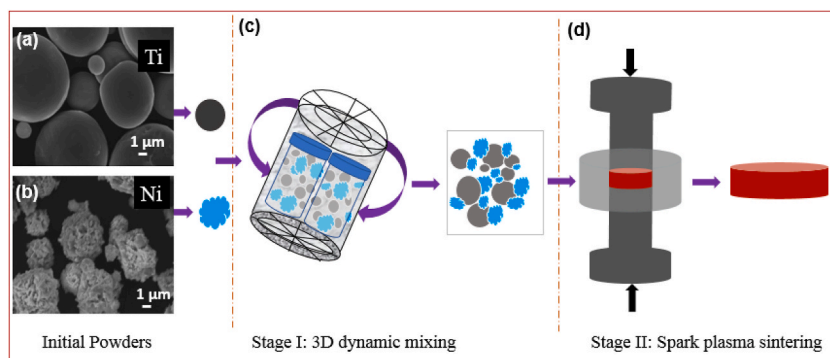 (a)
Ti
1 μm
(b)
Ni
1 μm
Initial Powders
(c)
Stage I: 3D dynamic mixing
(d)
Stage II: Spark plasma sintering